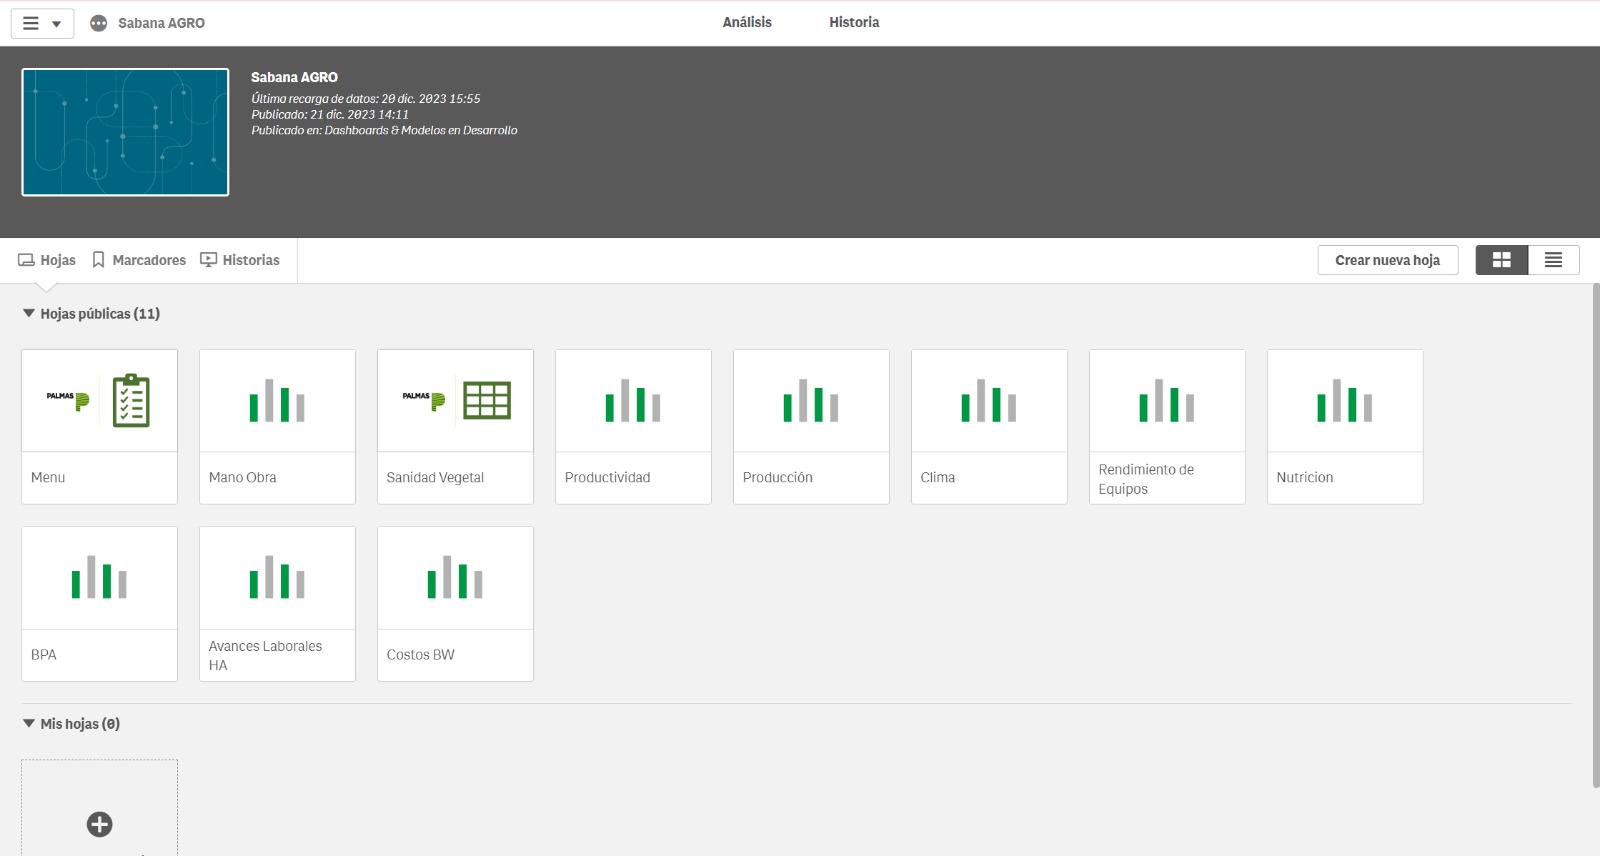 Sabana AGRO
Análisis
Historia
Sabana AGRO
Última recarga de datos: 20 dic. 2023 15:55
Publicado: 21 dic. 2023 14:11
Publicado en: Dashboards & Modelos en Desarrollo
Hojas
Marcadores
Historias
Crear nueva hoja
Hojas públicas (11)
PALMAS
PALMAS
Menu
Mano Obra
Sanidad Vegetal
Productividad
Producción
Clima
Rendimiento de
Equipos
Nutricion
BPA
Avances Laborales
HA
Costos BW
Mis hojas (0)